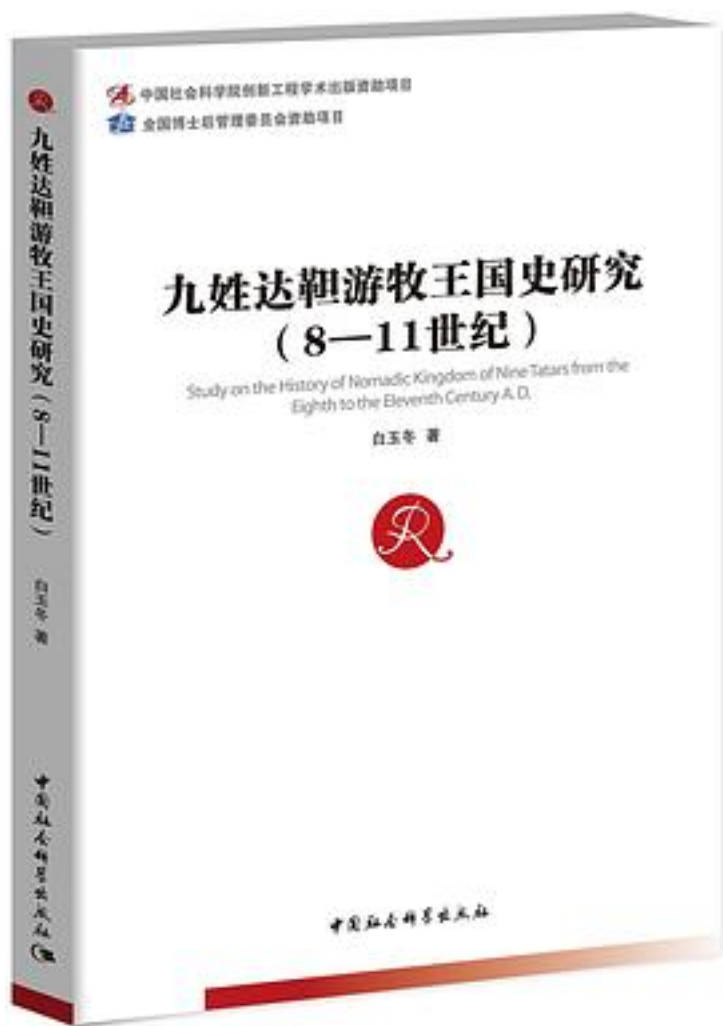 中国社会科学院创新工程学术出版资助项目
全国博士后管理委员会资助项目
九姓达靼游牧王国史研究
（8—11世纪）
Study on the History of Nomadic Kingdom of Nine Tatars from the
Eighth to the Eleventh Century A. D.
白玉冬 著
R
中国社会科学出版社
九姓达靼游牧王国史研究（8—11世纪）
白玉冬 著
中国社会科学出版社